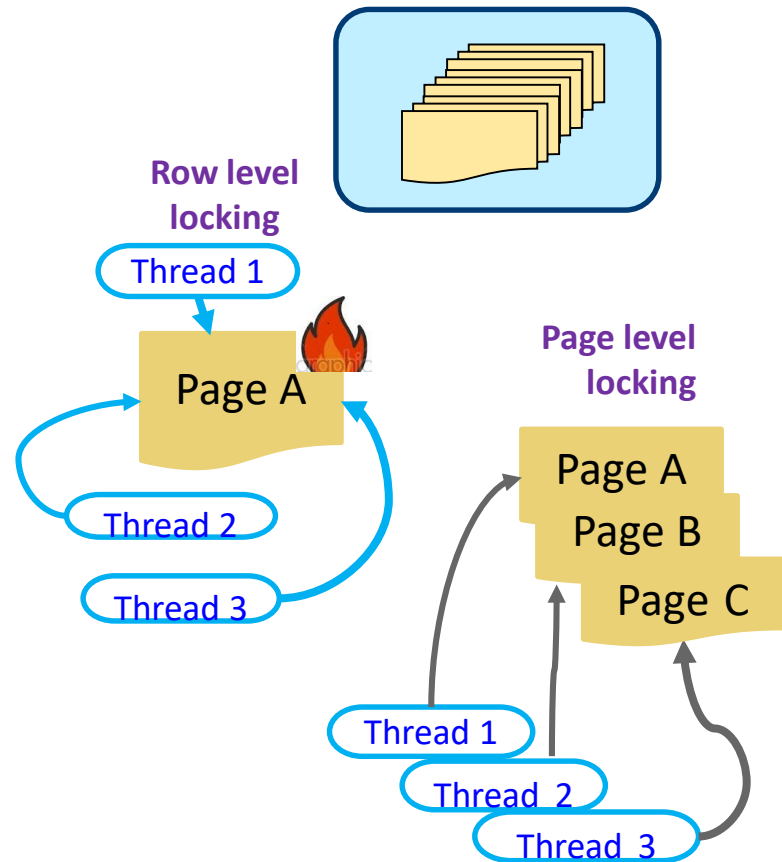 Row level
locking
Thread 1
graphic
Page A
Thread 2
Thread 3
Page level
locking
Page A
Page B
Page C
Thread 1
Thread 2
Thread 3